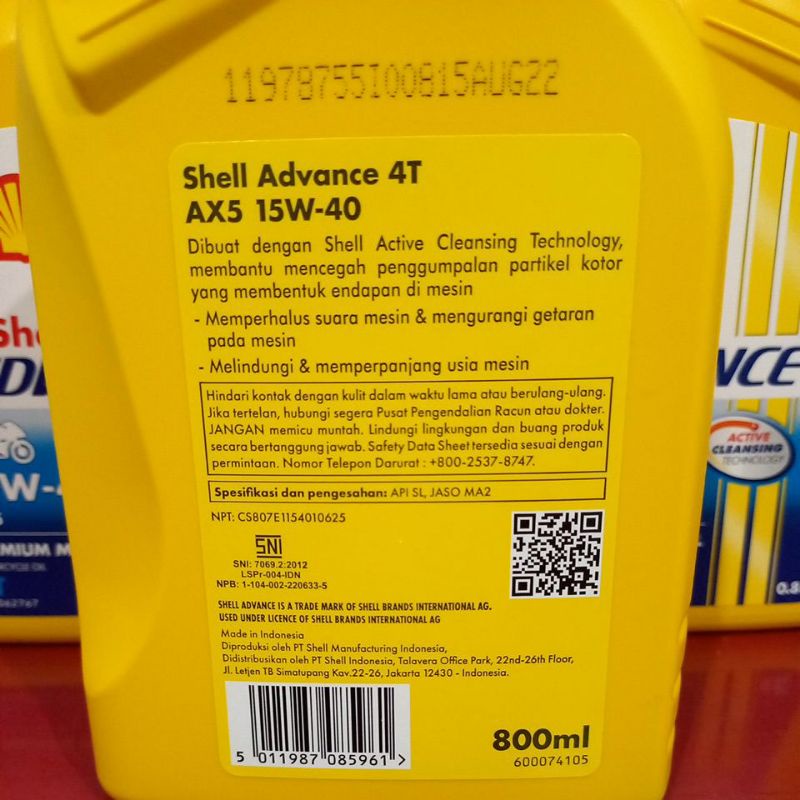 11978755I00815AUG22
Shell Advance 4T
AX5 15W-40
Dibuat dengan Shell Active Cleansing Technology,
membantu mencegah penggumpalan partikel kotor
yang membentuk endapan di mesin
- Memperhalus suara mesin & mengurangi getaran
pada mesin
- Melindungi & memperpanjang usia mesin
Hindari kontak dengan kulit dalam waktu lama atau berulang-ulang.
Jika tertelan, hubungi segera Pusat Pengendalian Racun atau dokter.
JANGAN memicu muntah. Lindungi lingkungan dan buang produk
secara bertanggung jawab. Safety Data Sheet tersedia sesuai dengan
permintaan. Nomor Telepon Darurat : +800-2537-8747.
Spesifikasi dan pengesahan: API SL, JASO MA2
NPT: CS807E1154010625
SNI
SNI: 7069.2:2012
LSPr-004-IDN
NPB: 1-104-002-220633-5
SHELL ADVANCE IS A TRADE MARK OF SHELL BRANDS INTERNATIONAL AG.
USED UNDER LICENCE OF SHELL BRANDS INTERNATIONAL AG
Made in Indonesia
Diproduksi oleh PT Shell Manufacturing Indonesia,
Didistribusikan oleh PT Shell Indonesia, Talavera Office Park, 22nd-26th Floor,
Jl. Letjen TB Simatupang Kav.22-26, Jakarta 12430 - Indonesia.
5 011987 085961 >
800ml
600074105
She
W-4
EMIUM M
NCE
ACTIVE
CLEANSING
TECHNOLOGY
0.8